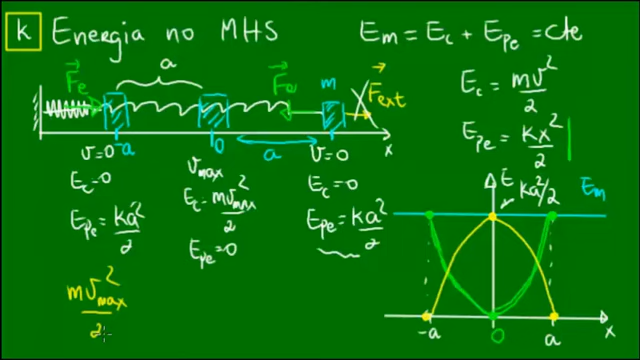 k Energia no MHS
Em = Ec + Epe = cte
a
Fe Fe m Fext
-a 0 a x
v=0 vmax v=0
Ec=0 Ec=mv²max/2 Ec=0
Epe=ka²/2 Epe=0 Epe=ka²/2
mv²max/2
Ec = mv²/2
Epe = Kx²/2
E ka²/2 Em
-a 0 a x